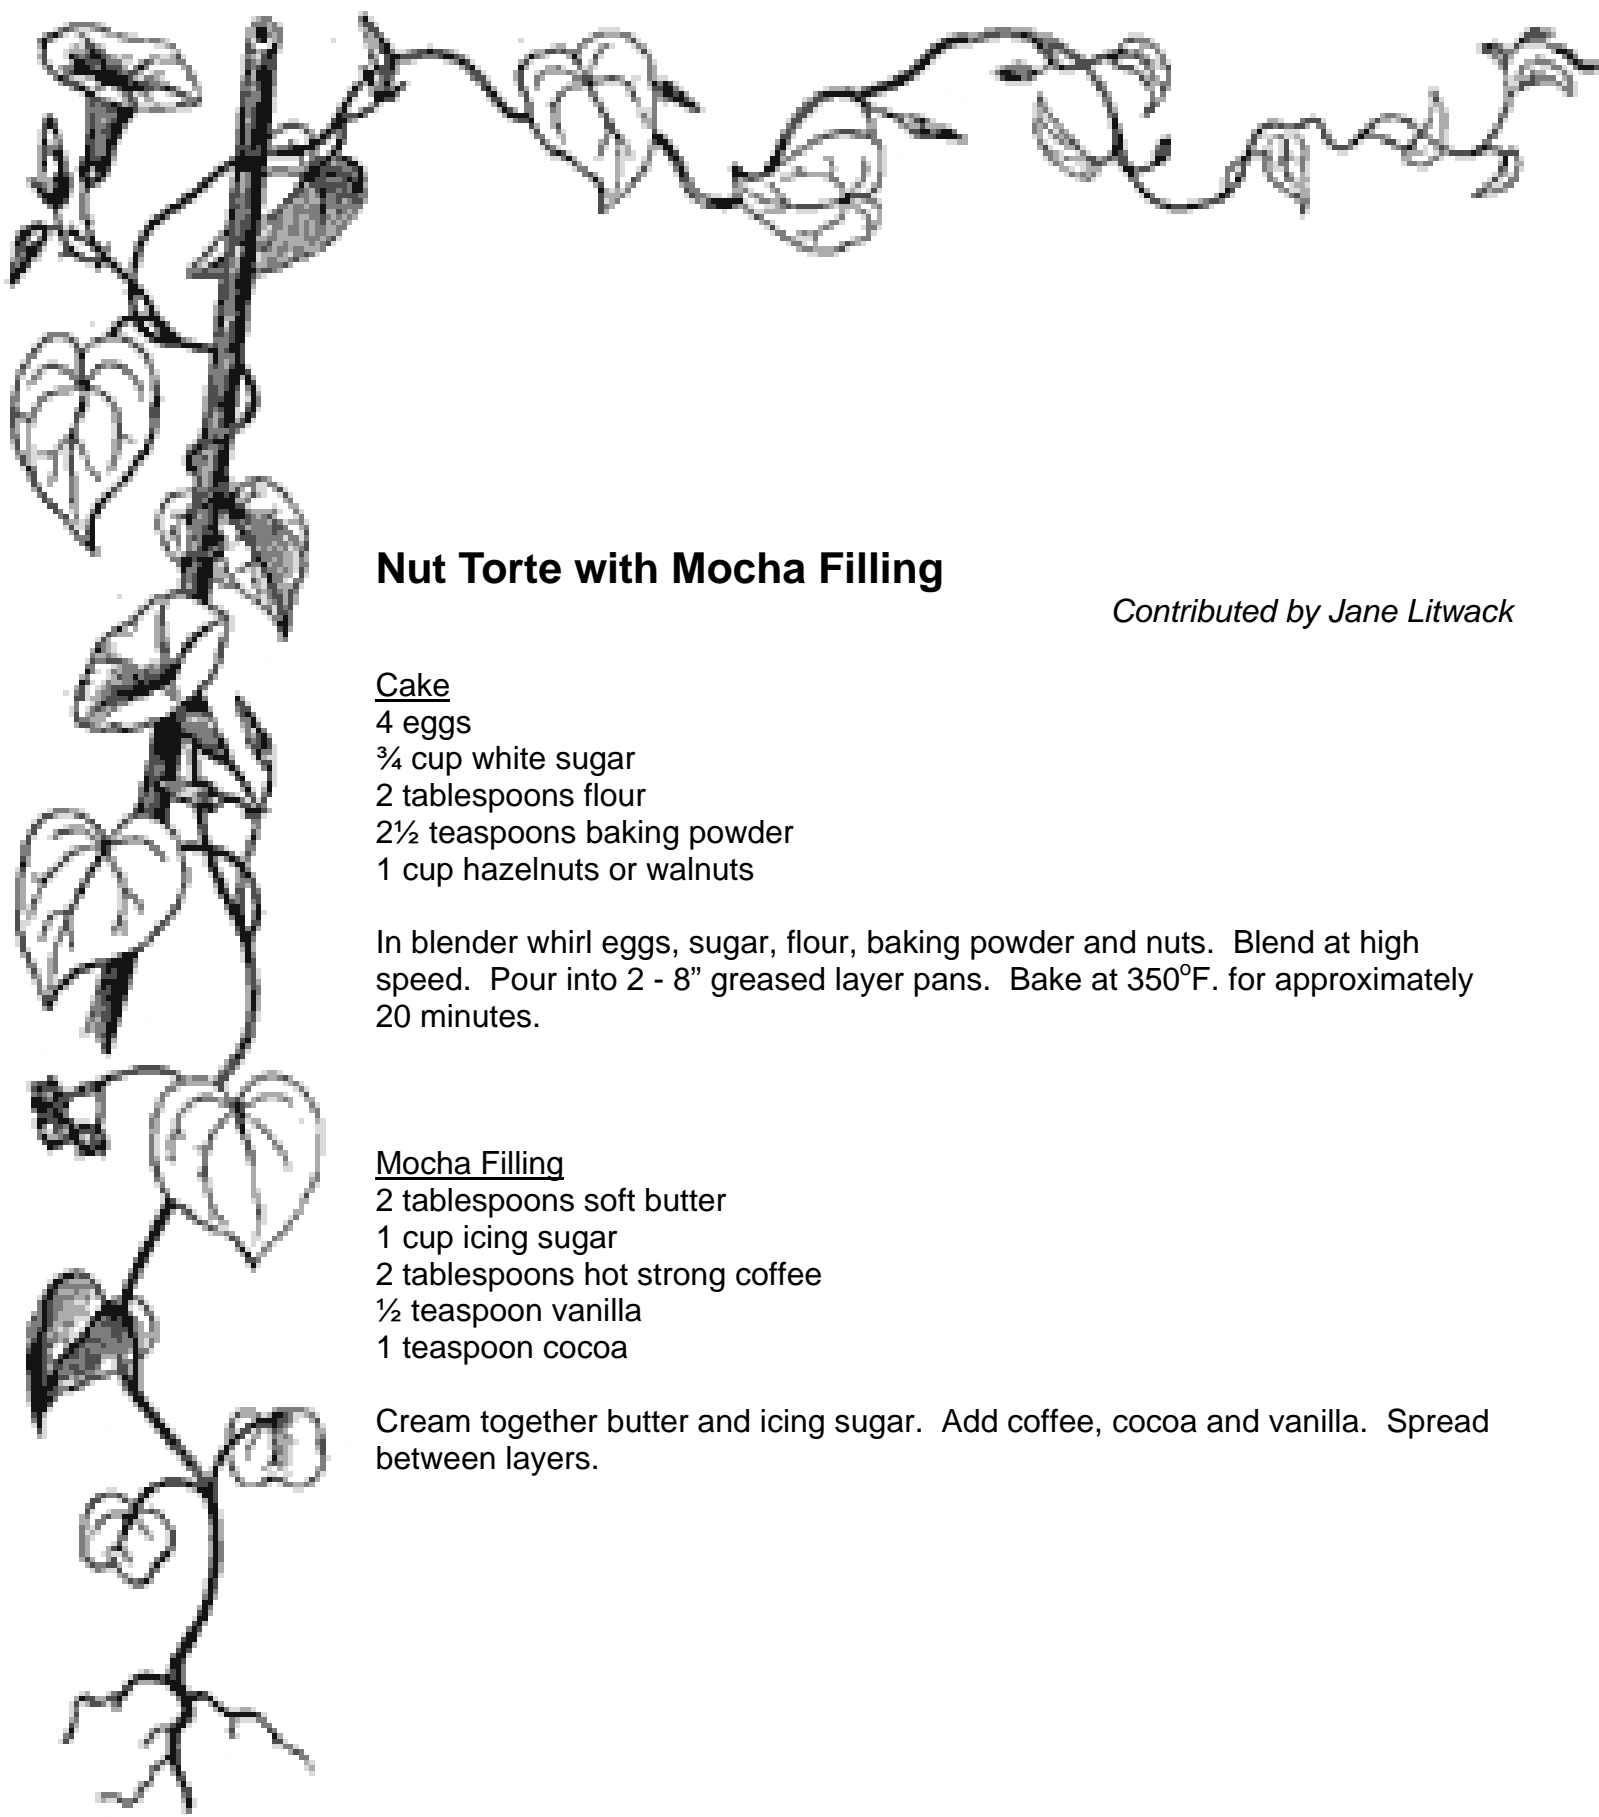 Nut Torte with Mocha Filling
Contributed by Jane Litwack
Cake
4 eggs
¾ cup white sugar
2 tablespoons flour
2½ teaspoons baking powder
1 cup hazelnuts or walnuts
In blender whirl eggs, sugar, flour, baking powder and nuts.  Blend at high
speed.  Pour into 2 - 8” greased layer pans.  Bake at 350oF. for approximately
20 minutes.
Mocha Filling
2 tablespoons soft butter
1 cup icing sugar
2 tablespoons hot strong coffee
½ teaspoon vanilla
1 teaspoon cocoa
Cream together butter and icing sugar.  Add coffee, cocoa and vanilla.  Spread
between layers.